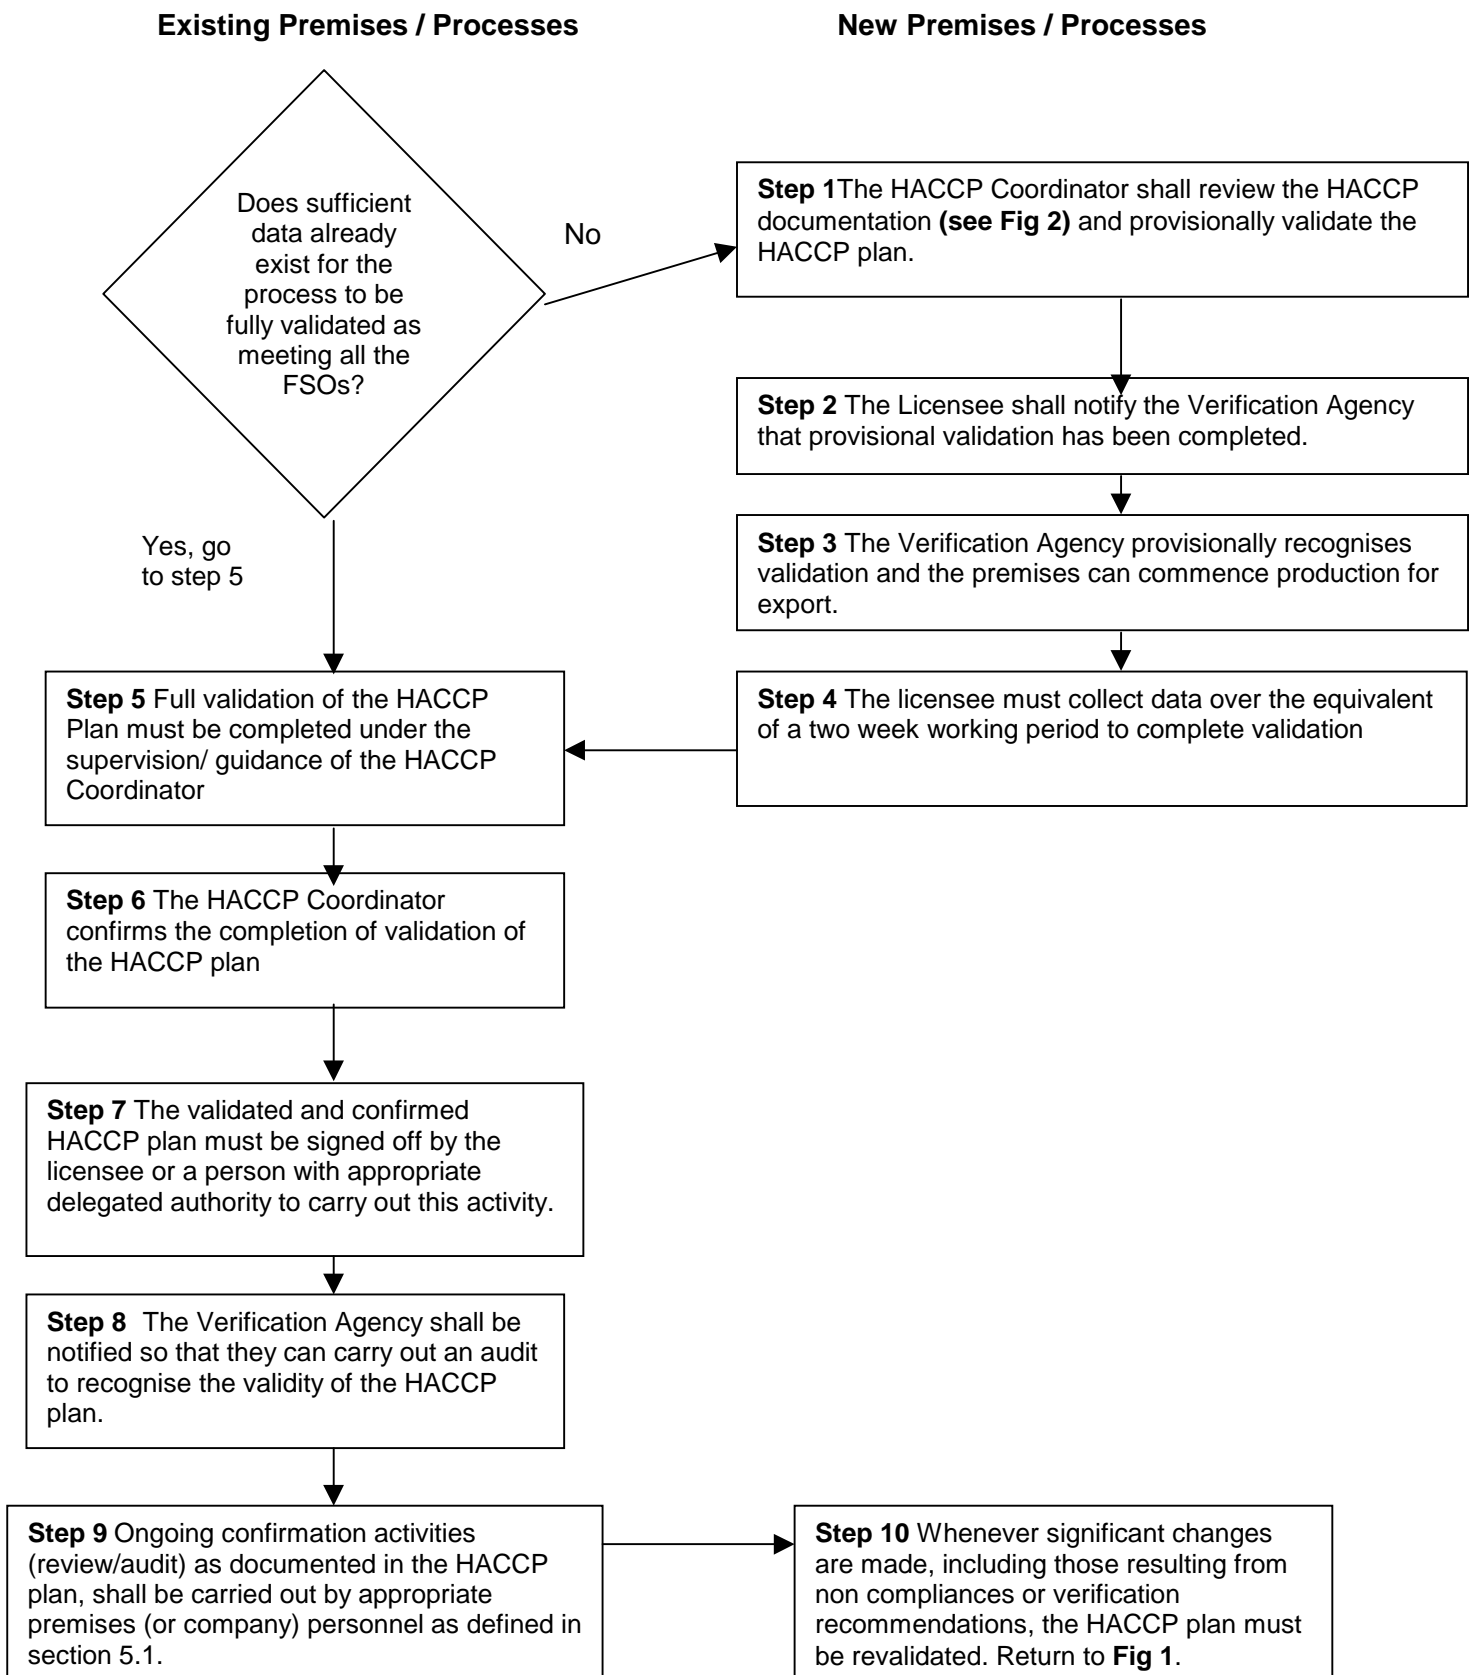 Existing Premises / Processes
New Premises / Processes
Does sufficient
data already
exist for the
process to be
fully validated as
meeting all the
FSOs?
No
Yes, go
to step 5
Step 1The HACCP Coordinator shall review the HACCP
documentation (see Fig 2) and provisionally validate the
HACCP plan.
Step 2 The Licensee shall notify the Verification Agency
that provisional validation has been completed.
Step 3 The Verification Agency provisionally recognises
validation and the premises can commence production for
export.
Step 4 The licensee must collect data over the equivalent
of a two week working period to complete validation
Step 5 Full validation of the HACCP
Plan must be completed under the
supervision/ guidance of the HACCP
Coordinator
Step 6 The HACCP Coordinator
confirms the completion of validation of
the HACCP plan
Step 7 The validated and confirmed
HACCP plan must be signed off by the
licensee or a person with appropriate
delegated authority to carry out this activity.
Step 8 The Verification Agency shall be
notified so that they can carry out an audit
to recognise the validity of the HACCP
plan.
Step 9 Ongoing confirmation activities
(review/audit) as documented in the HACCP
plan, shall be carried out by appropriate
premises (or company) personnel as defined in
section 5.1.
Step 10 Whenever significant changes
are made, including those resulting from
non compliances or verification
recommendations, the HACCP plan must
be revalidated. Return to Fig 1.